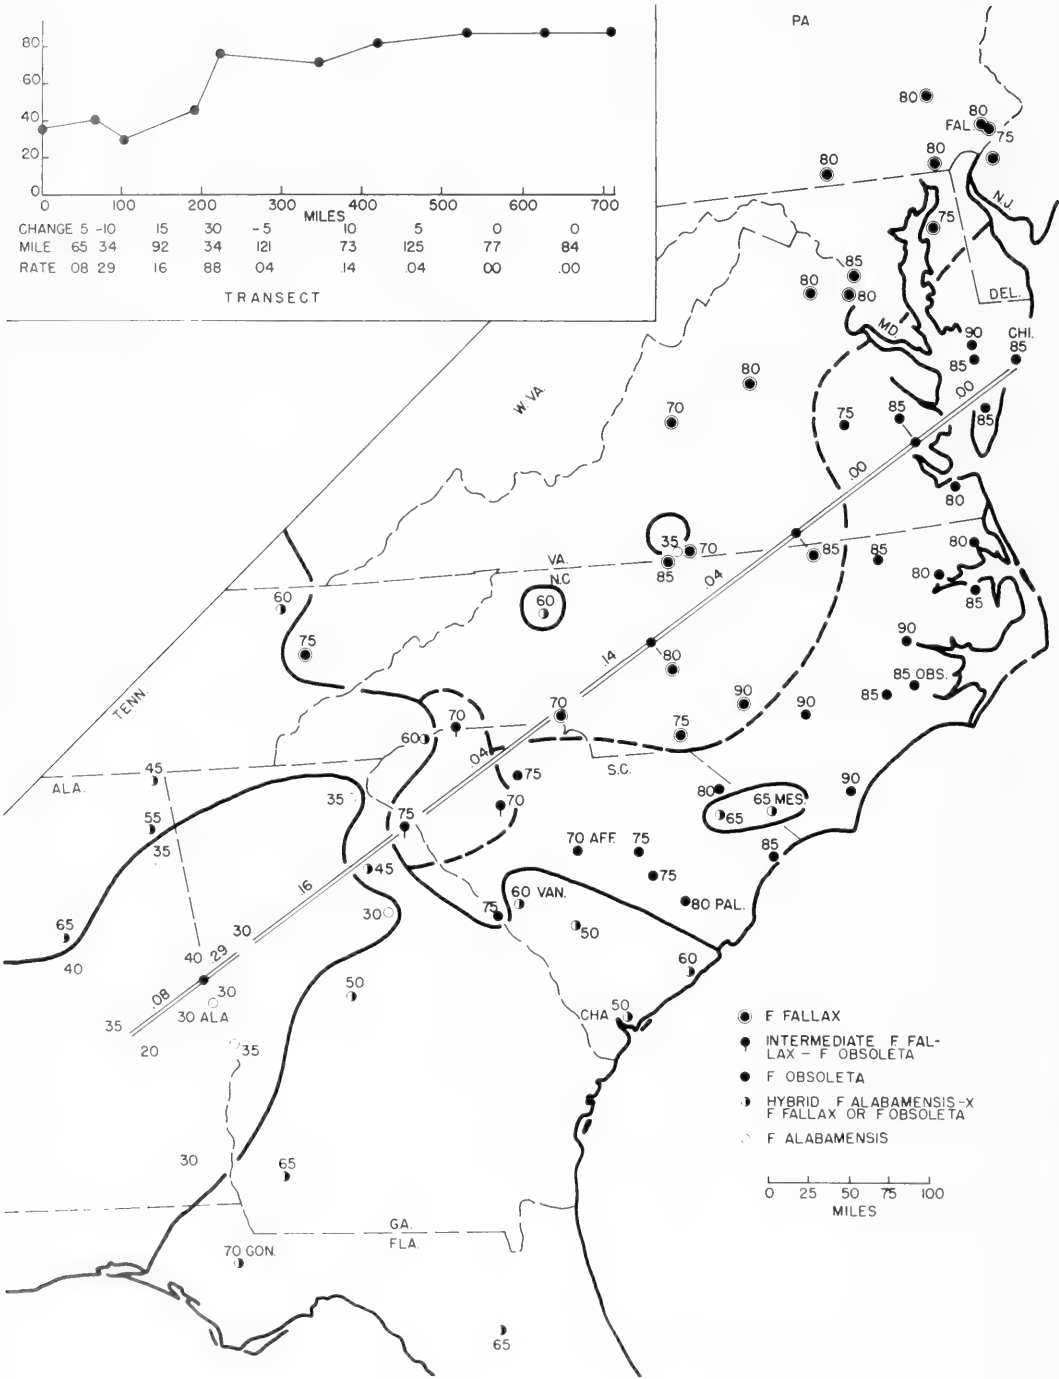 80
60
40
20
0
0 100 200 300 400 500 600 700
MILES
CHANGE 5 -10 15 30 -5 10 5 0 0
MILE 65 34 92 34 121 73 125 77 84
RATE 08 29 16 88 04 .14 .04 00 .00
TRANSECT
PA
80
80
FAL.
75
80
80
N.J.
75
85
80
80
DEL.
MD.
90
CHI.
85
85
80
.00
W. VA.
70
75
85
85
.00
80
35
70
VA.
85
85
85
80
N.C
.04
80
60
60
85
75
90
.14
80
85 OBS.
TENN.
90
85
90
70
70
75
60
.04
S.C.
75
45
ALA.
35
80
90
70
65 MES.
65
75
55
35
70 AFF.
75
85
45
75
.16
60 VAN.
80 PAL.
65
30
30
75
50
40
40
.29
60
.08
30
50
50
CHA
35
30 ALA
20
35
F FALLAX
INTERMEDIATE F FAL-
LAX - F OBSOLETA
F OBSOLETA
HYBRID F ALABAMENSIS-X
F FALLAX OR F OBSOLETA
F ALABAMENSIS
30
65
0 25 50 75 100
MILES
GA.
FLA.
70 GON.
65